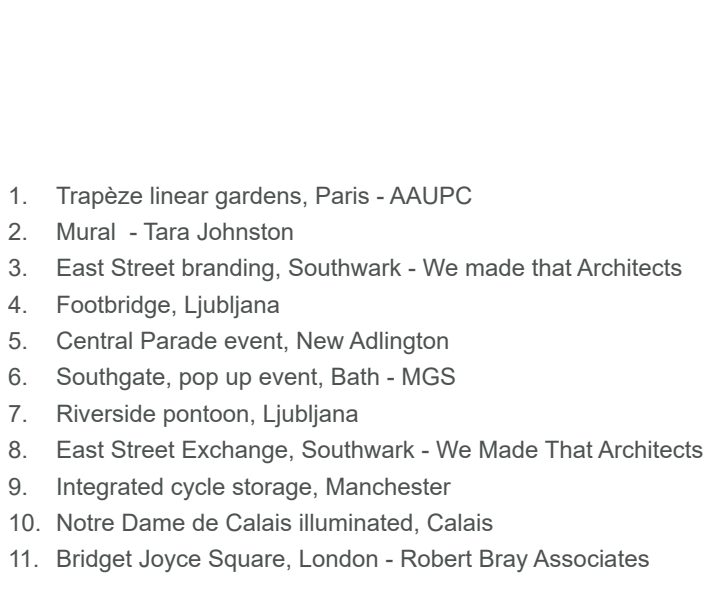 1. Trapèze linear gardens, Paris - AAUPC
2. Mural  - Tara Johnston
3. East Street branding, Southwark - We made that Architects
4. Footbridge, Ljubljana
5. Central Parade event, New Adlington
6. Southgate, pop up event, Bath - MGS
7. Riverside pontoon, Ljubljana
8. East Street Exchange, Southwark - We Made That Architects
9. Integrated cycle storage, Manchester
10. Notre Dame de Calais illuminated, Calais
11. Bridget Joyce Square, London - Robert Bray Associates